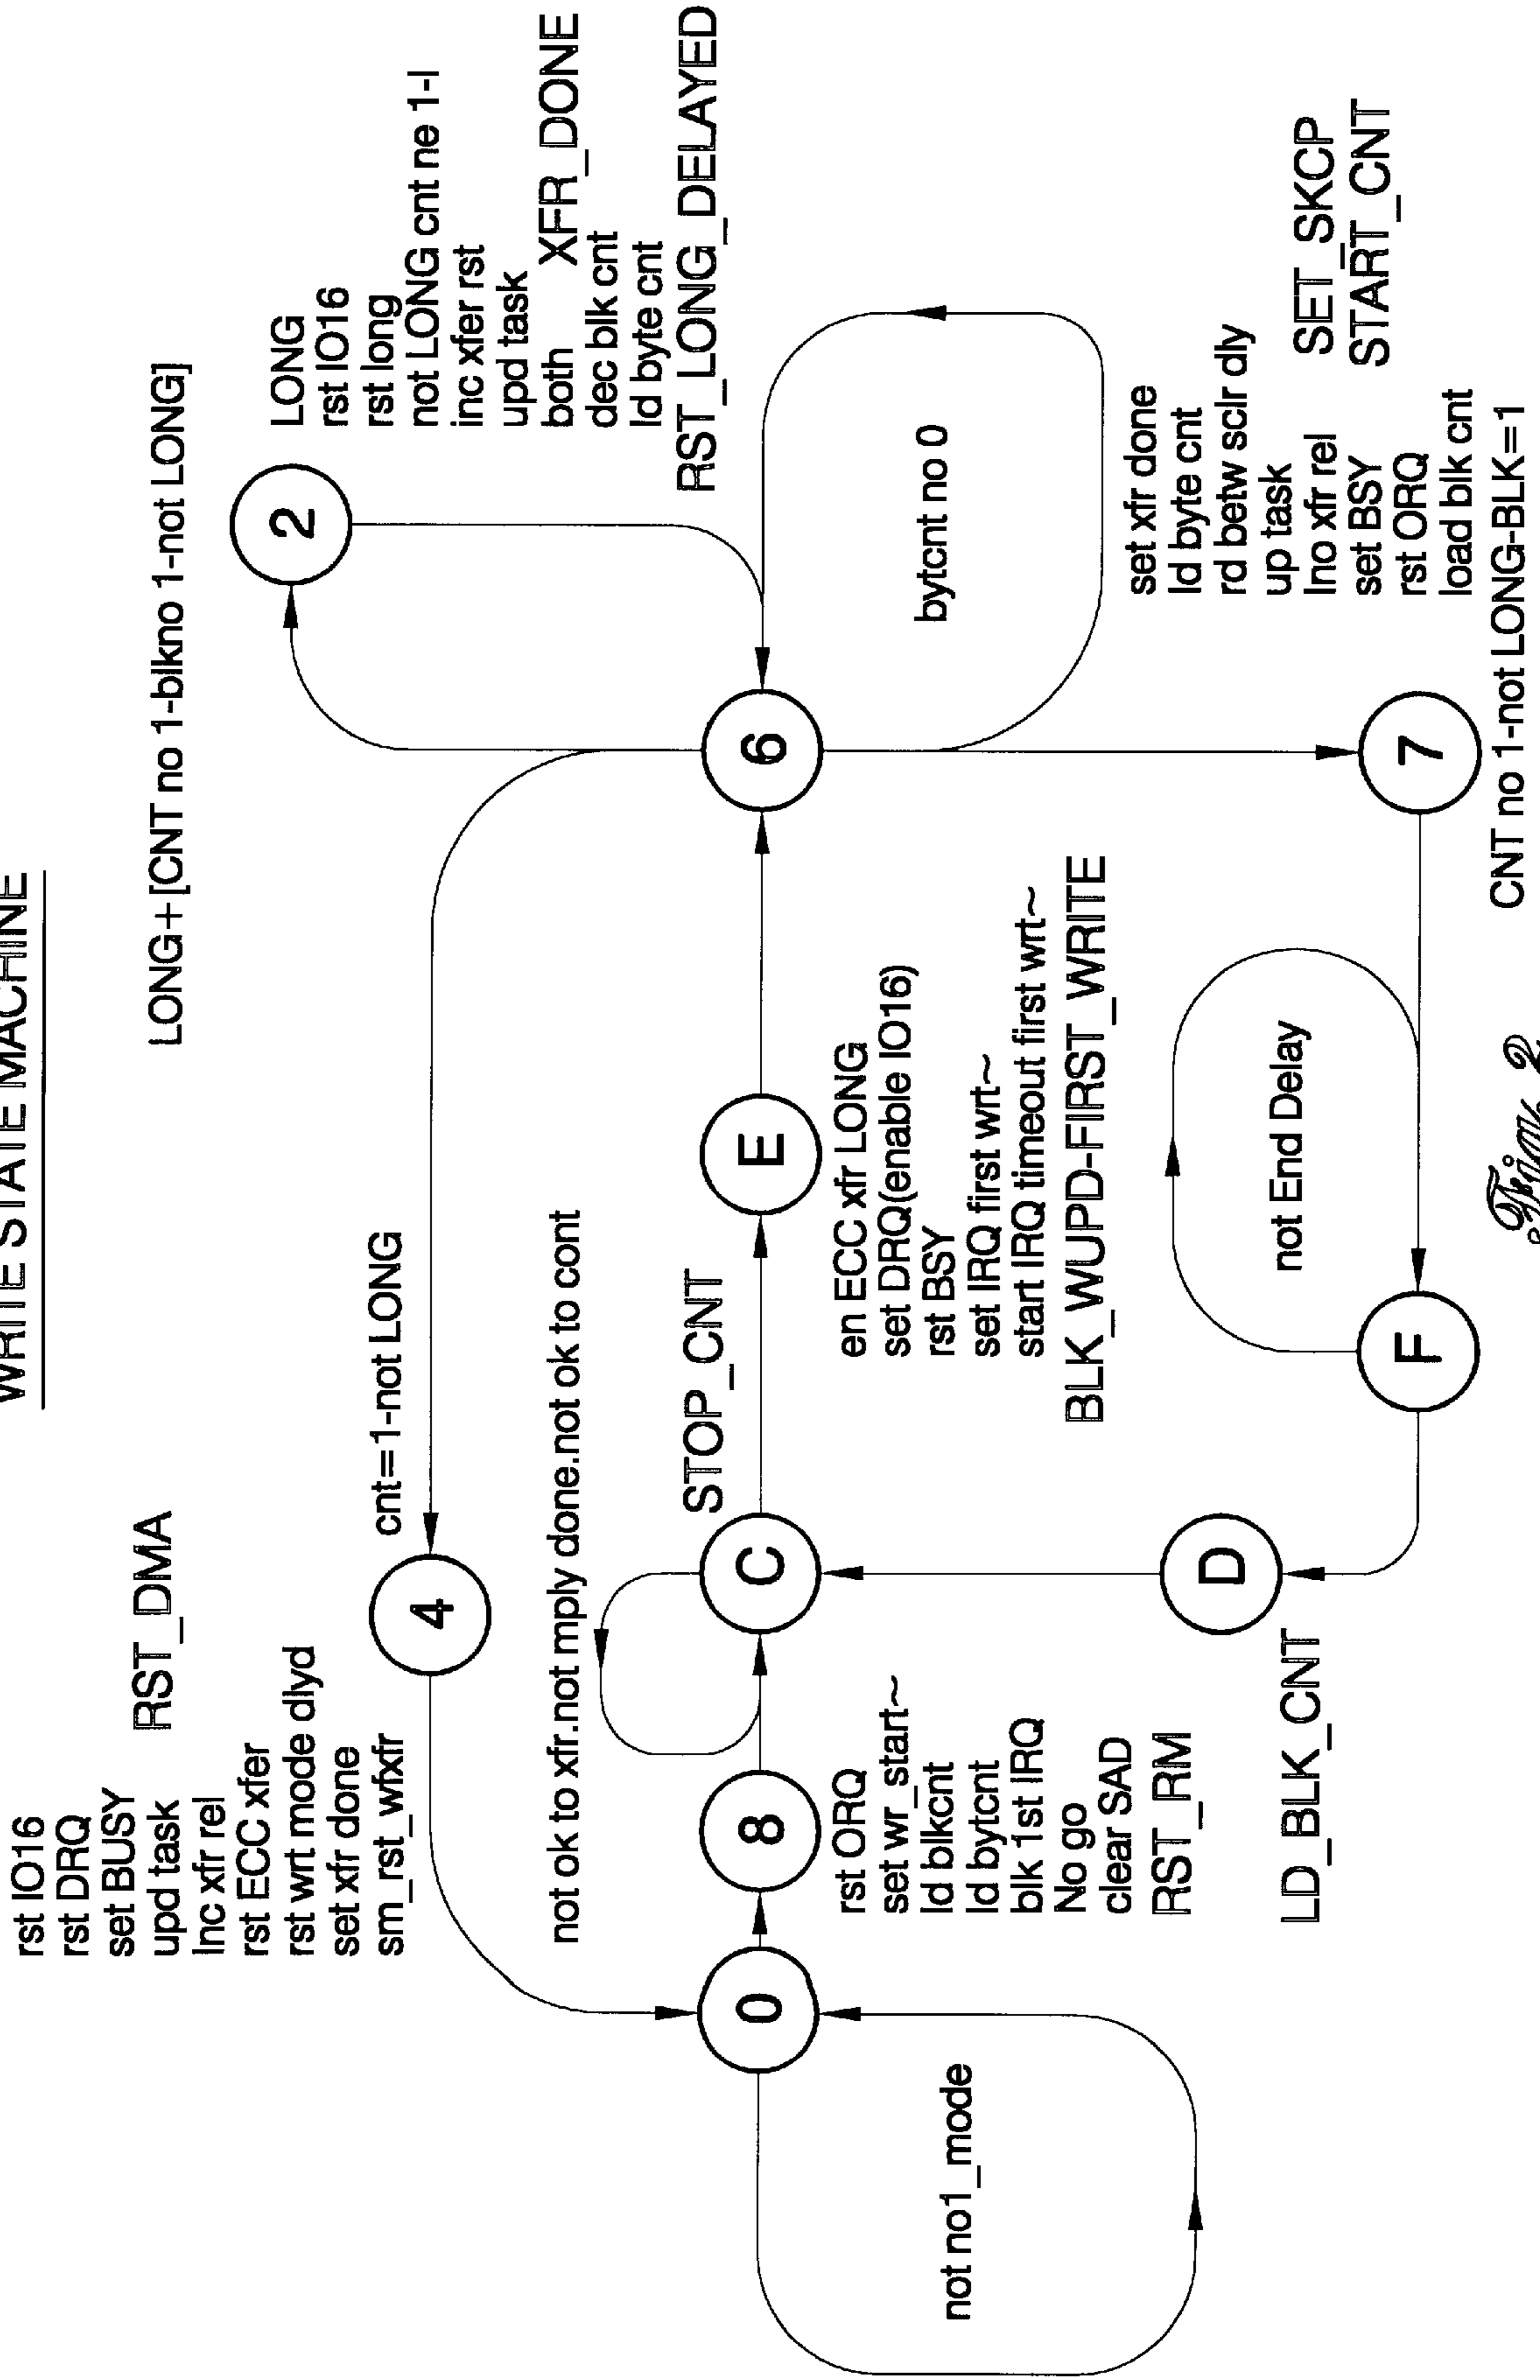 WRITE STATE MACHINE
rst IO16
rst DRQ
set BUSY
upd task
RST_DMA
Inc xfr rel
rst ECC xfer
rst wrt mode dlyd
set xfr done
sm_rst_wfxfr
LONG+[CNT no 1-blkno 1-not LONG]
LONG
rst IO16
rst long
not LONG cnt ne 1-l
inc xfer rst
upd task
both XFR_DONE
dec blk cnt
ld byte cnt
RST_LONG_DELAYED
cnt=1-not LONG
4
2
not ok to xfr.not mply done.not ok to cont
STOP_CNT
0
8
C
E
6
not no1_mode
rst ORQ
set wr_start~
ld blkcnt
ld bytcnt
blk 1st IRQ
No go
clear SAD
RST_RM
en ECC xfr LONG
set DRQ(enable IO16)
rst BSY
set IRQ first wrt~
start IRQ timeout first wrt~
BLK_WUPD-FIRST_WRITE
bytcnt no 0
set xfr done
ld byte cnt
rd betw sclr dly
up task
Ino xfr rel
set BSY
rst ORQ
load blk cnt
SET_SKCP
START_CNT
D
LD_BLK_CNT
not End Delay
F
7
CNT no 1-not LONG-BLK=1